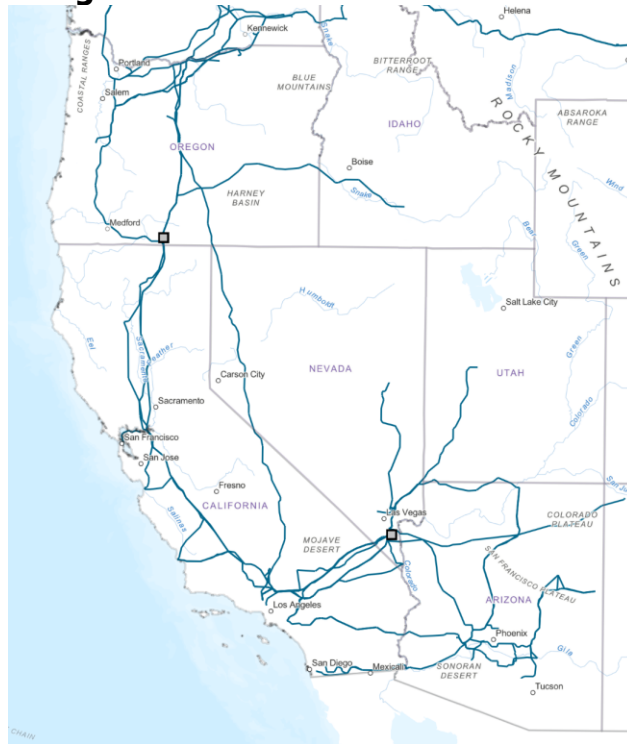 Helena
Kennewick
Snake
Portland
COASTAL RANGES
Salem
BLUE
MOUNTAINS
BITTERROOT
RANGE
Madison
IDAHO
ROCKY MOUNTAINS
ABSAROKA
RANGE
OREGON
Boise
Snake
HARNEY
BASIN
Wind
Medford
Bear
Green
Humboldt
Salt Lake City
Eel
Sacramento
Feather
NEVADA
UTAH
Green
Carson City
Sacramento
Colorado
San Francisco
San Jose
Fresno
CALIFORNIA
Salinas
Las Vegas
San Ju
COLORADO
PLATEAU
MOJAVE
DESERT
Colorado
SAN FRANCISCO PLATEAU
ARIZONA
Los Angeles
Phoenix
Gila
San Diego
Mexicali
SONORAN
DESERT
Tucson
CHAIN